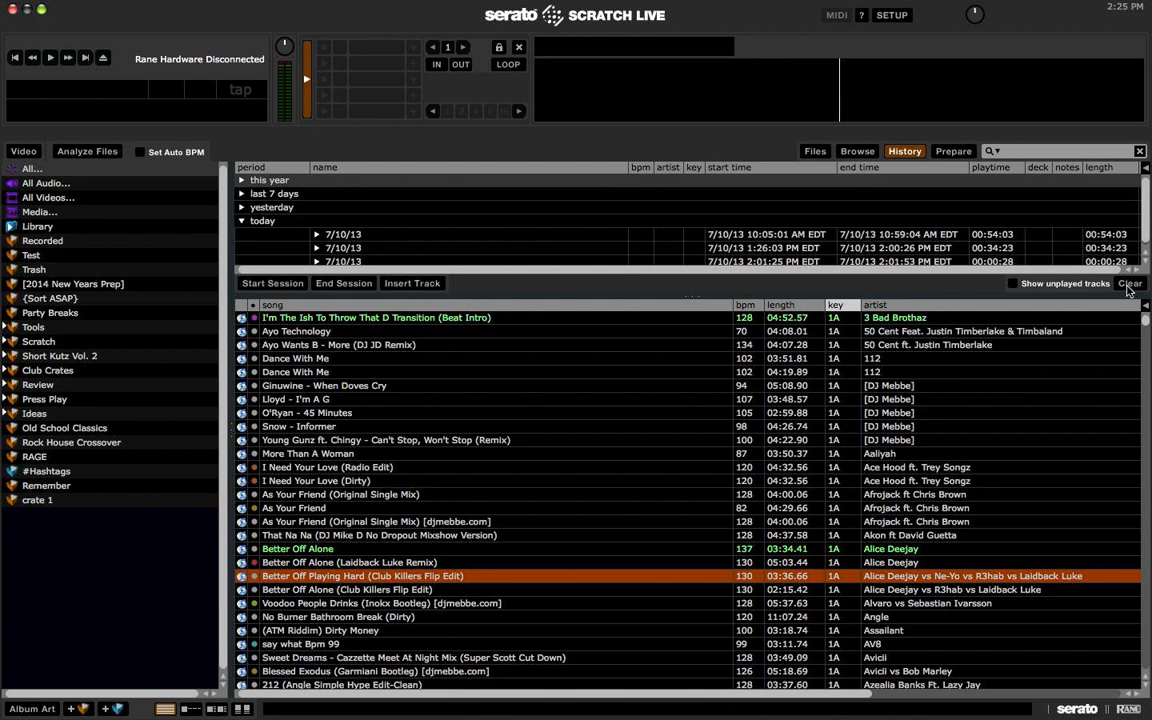 2:25 PM
serato SCRATCH LIVE
MIDI ? SETUP
Rane Hardware Disconnected
1
IN OUT LOOP
tap
Video Analyze Files Set Auto BPM
Files Browse History Prepare
All...
All Audio...
All Videos...
Media...
Library
Recorded
Test
Trash
[2014 New Years Prep]
{Sort ASAP}
Party Breaks
Tools
Scratch
Short Kutz Vol. 2
Club Crates
Review
Press Play
Ideas
Old School Classics
Rock House Crossover
RAGE
#Hashtags
Remember
crate 1
period name bpm artist key start time end time playtime deck notes length
this year
last 7 days
yesterday
today
7/10/13 7/10/13 10:05:01 AM EDT 7/10/13 10:59:04 AM EDT 00:54:03 00:54:03
7/10/13 7/10/13 1:26:03 PM EDT 7/10/13 2:00:26 PM EDT 00:34:23 00:34:23
7/10/13 7/10/13 2:01:25 PM EDT 7/10/13 2:01:53 PM EDT 00:00:28 00:00:28
Start Session End Session Insert Track Show unplayed tracks Clear
song bpm length key artist
I'm The Ish To Throw That D Transition (Beat Intro) 128 04:52.57 1A 3 Bad Brothaz
Ayo Technology 70 04:08.01 1A 50 Cent Feat. Justin Timberlake & Timbaland
Ayo Wants B - More (DJ JD Remix) 134 04:07.28 1A 50 Cent ft. Justin Timberlake
Dance With Me 102 03:51.81 1A 112
Dance With Me 102 04:19.89 1A 112
Ginuwine - When Doves Cry 94 05:08.90 1A [DJ Mebbe]
Lloyd - I'm A G 107 03:48.57 1A [DJ Mebbe]
O'Ryan - 45 Minutes 105 02:59.88 1A [DJ Mebbe]
Snow - Informer 98 04:26.74 1A [DJ Mebbe]
Young Gunz ft. Chingy - Can't Stop, Won't Stop (Remix) 100 04:22.90 1A [DJ Mebbe]
More Than A Woman 87 03:50.37 1A Aaliyah
I Need Your Love (Radio Edit) 120 04:32.56 1A Ace Hood ft. Trey Songz
I Need Your Love (Dirty) 120 04:32.56 1A Ace Hood ft. Trey Songz
As Your Friend (Original Single Mix) 128 04:00.06 1A Afrojack ft Chris Brown
As Your Friend 82 04:29.66 1A Afrojack ft. Chris Brown
As Your Friend (Original Single Mix) [djmebbe.com] 128 04:00.06 1A Afrojack ft. Chris Brown
That Na Na (DJ Mike D No Dropout Mixshow Version) 128 04:37.58 1A Akon ft David Guetta
Better Off Alone 137 03:34.41 1A Alice Deejay
Better Off Alone (Laidback Luke Remix) 130 05:03.44 1A Alice Deejay
Better Off Playing Hard (Club Killers Flip Edit) 130 03:36.66 1A Alice Deejay vs Ne-Yo vs R3hab vs Laidback Luke
Better Off Alone (Club Killers Flip Edit) 130 02:15.42 1A Alice Deejay vs R3hab vs Laidback Luke
Voodoo People Drinks (Inokx Bootleg) [djmebbe.com] 128 05:37.63 1A Alvaro vs Sebastian Ivarsson
No Burner Bathroom Break (Dirty) 120 11:07.24 1A Angle
(ATM Riddim) Dirty Money 100 03:18.74 1A Assailant
say what Bpm 99 99 03:11.74 1A AV8
Sweet Dreams - Cazzette Meet At Night Mix (Super Scott Cut Down) 128 03:49.09 1A Avicii
Blessed Exodus (Garmiani Bootleg) [djmebbe.com] 126 05:18.69 1A Avicii vs Bob Marley
212 (Angle Simple Hype Edit-Clean) 128 03:37.60 1A Azealia Banks Ft. Lazy Jay
Album Art serato RANE